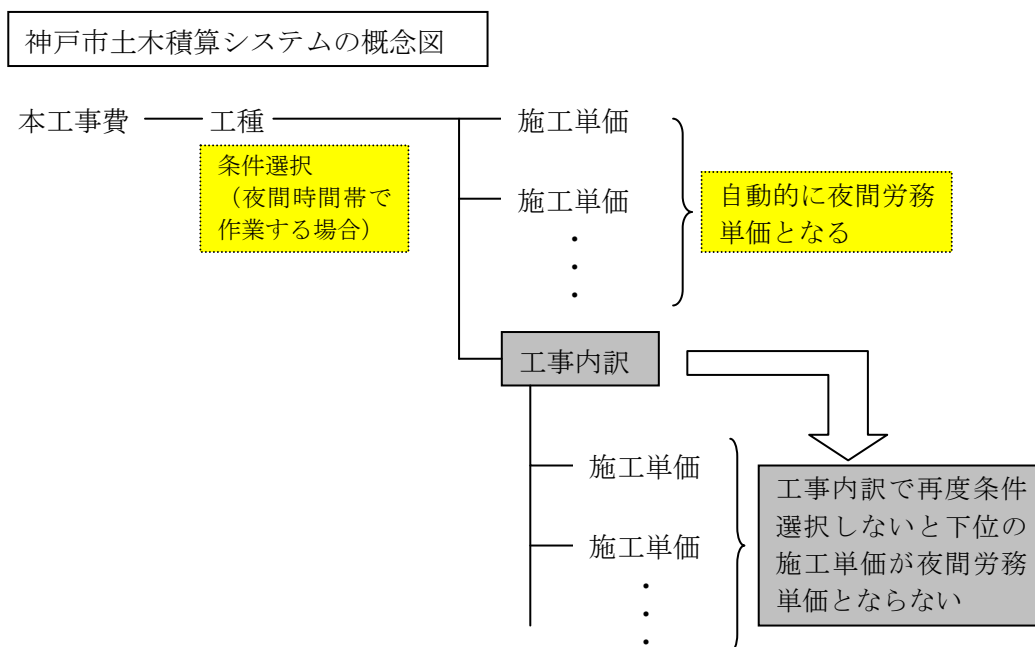 神戸市土木積算システムの概念図
本工事費
工種
施工単価
条件選択
（夜間時間帯で
作業する場合）
施工単価
・
・
・
自動的に夜間労務
単価となる
工事内訳
施工単価
施工単価
・
・
・
工事内訳で再度条件
選択しないと下位の
施工単価が夜間労務
単価とならない